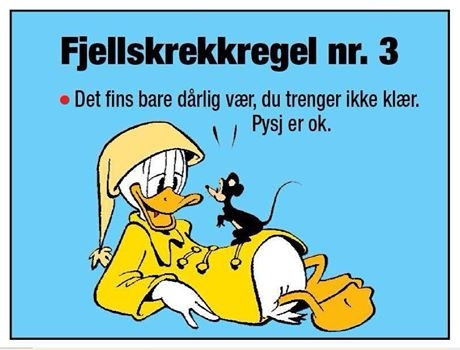 Fjellskrekkregel nr. 3
• Det fins bare dårlig vær, du trenger ikke klær.
Pysj er ok.